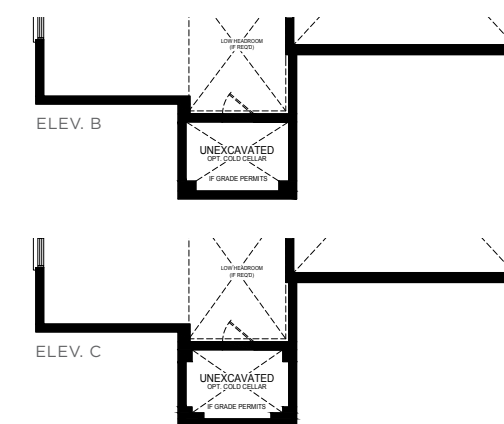 LOW HEADROOM
(IF REQ'D)
ELEV. B
UNEXCAVATED
OPT. COLD CELLAR
IF GRADE PERMITS
LOW HEADROOM
(IF REQ'D)
ELEV. C
UNEXCAVATED
OPT. COLD CELLAR
IF GRADE PERMITS